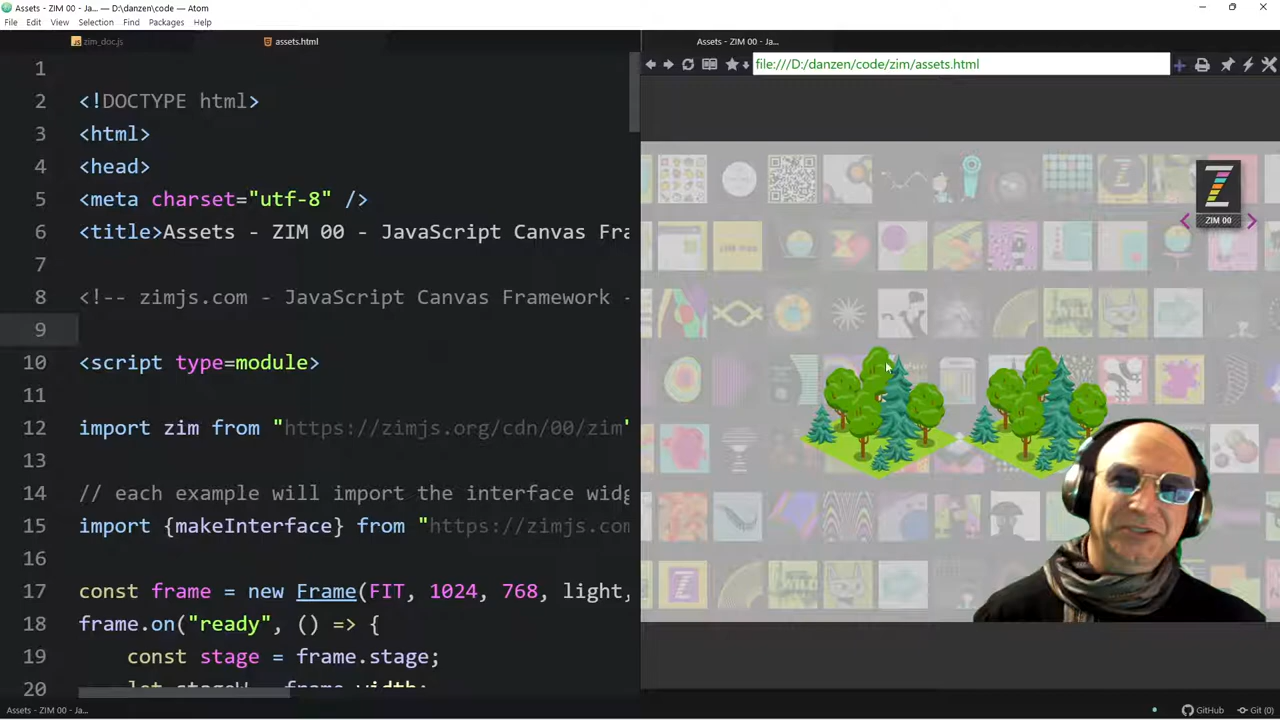 Assets - ZIM 00 - Ja... — D:\danzen\code — Atom
File Edit View Selection Find Packages Help
zim_doc.js
assets.html
Assets - ZIM 00 - Ja...
file:///D:/danzen/code/zim/assets.html
1
2 <!DOCTYPE html>
3 <html>
4 <head>
5 <meta charset="utf-8" />
6 <title>Assets - ZIM 00 - JavaScript Canvas Fra
7
8 <!-- zimjs.com - JavaScript Canvas Framework -
9
10 <script type=module>
11
12 import zim from "https://zimjs.org/cdn/00/zim"
13
14 // each example will import the interface widg
15 import {makeInterface} from "https://zimjs.com
16
17 const frame = new Frame(FIT, 1024, 768, light,
18 frame.on("ready", () => {
19 const stage = frame.stage;
20 let stageW = frame.width;
ZIM 00
Assets - ZIM 00 - Ja...
GitHub
Git (0)